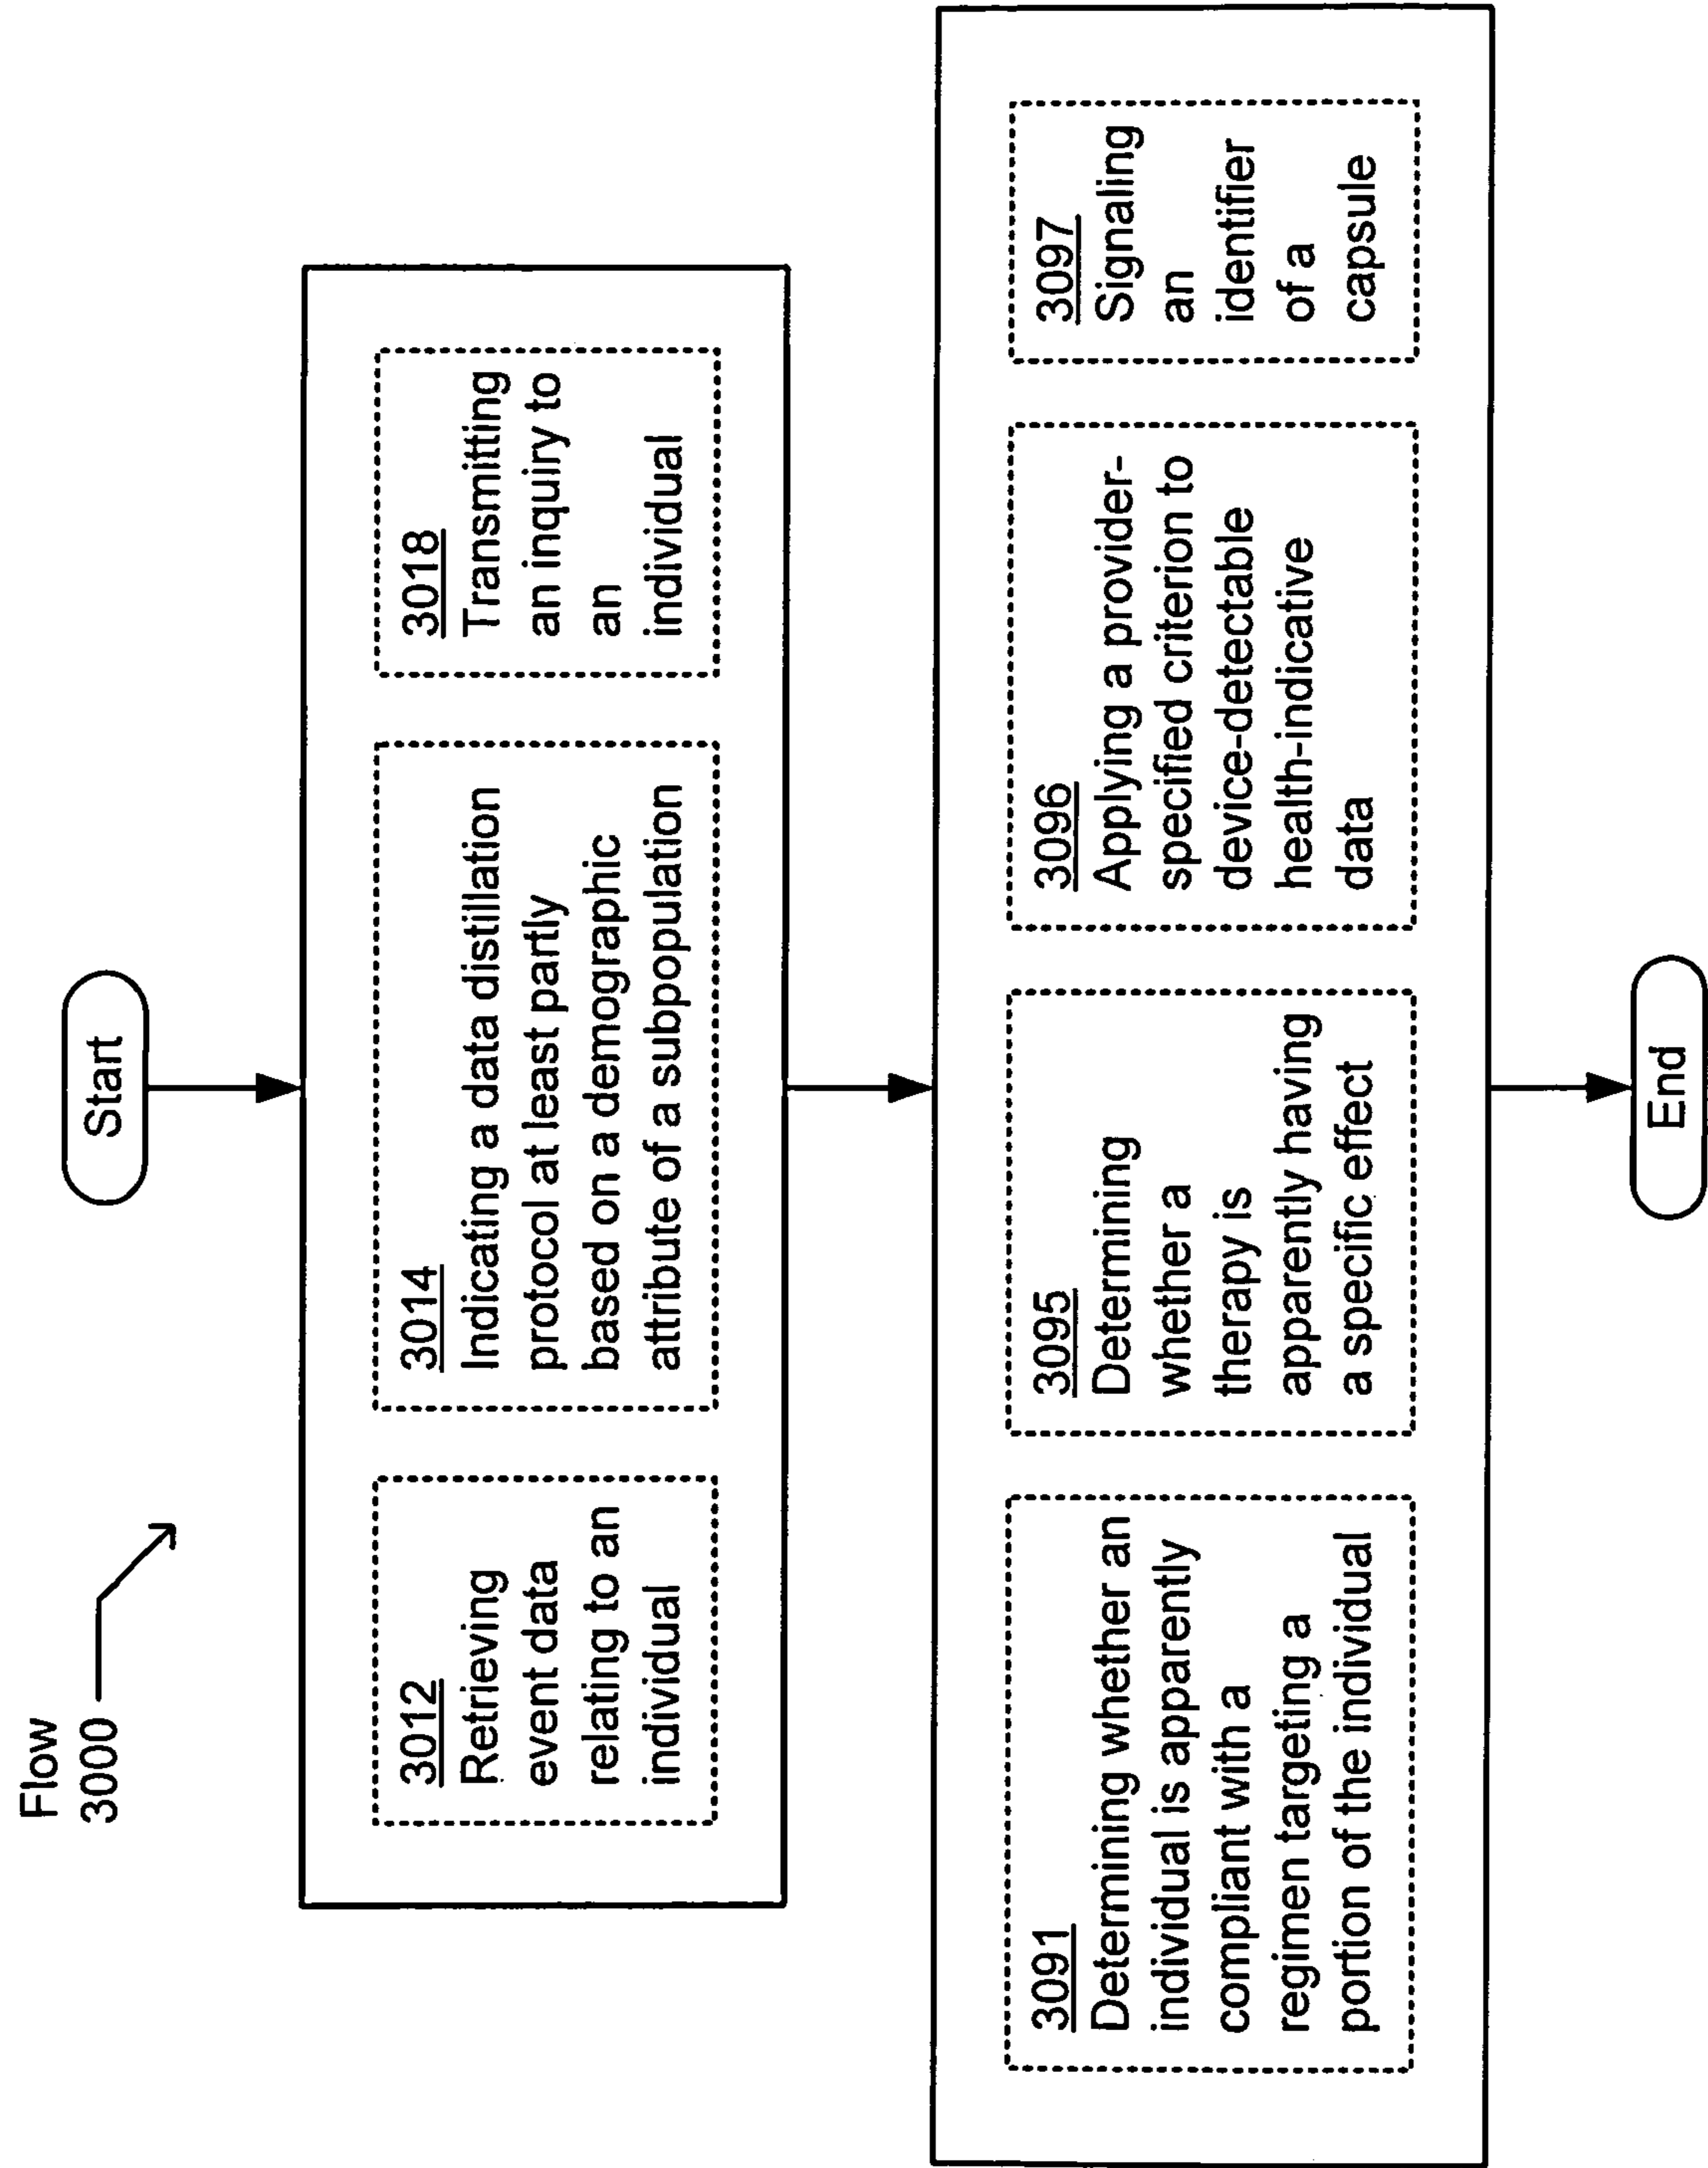 Flow
3000
Start
3012
Retrieving
event data
relating to an
individual
3014
Indicating a data distillation
protocol at least partly
based on a demographic
attribute of a subpopulation
3018
Transmitting
an inquiry to
an
individual
3091
Determining whether an
individual is apparently
compliant with a
regimen targeting a
portion of the individual
3095
Determining
whether a
therapy is
apparently having
a specific effect
3096
Applying a provider-
specified criterion to
device-detectable
health-indicative
data
3097
Signaling
an
identifier
of a
capsule
End